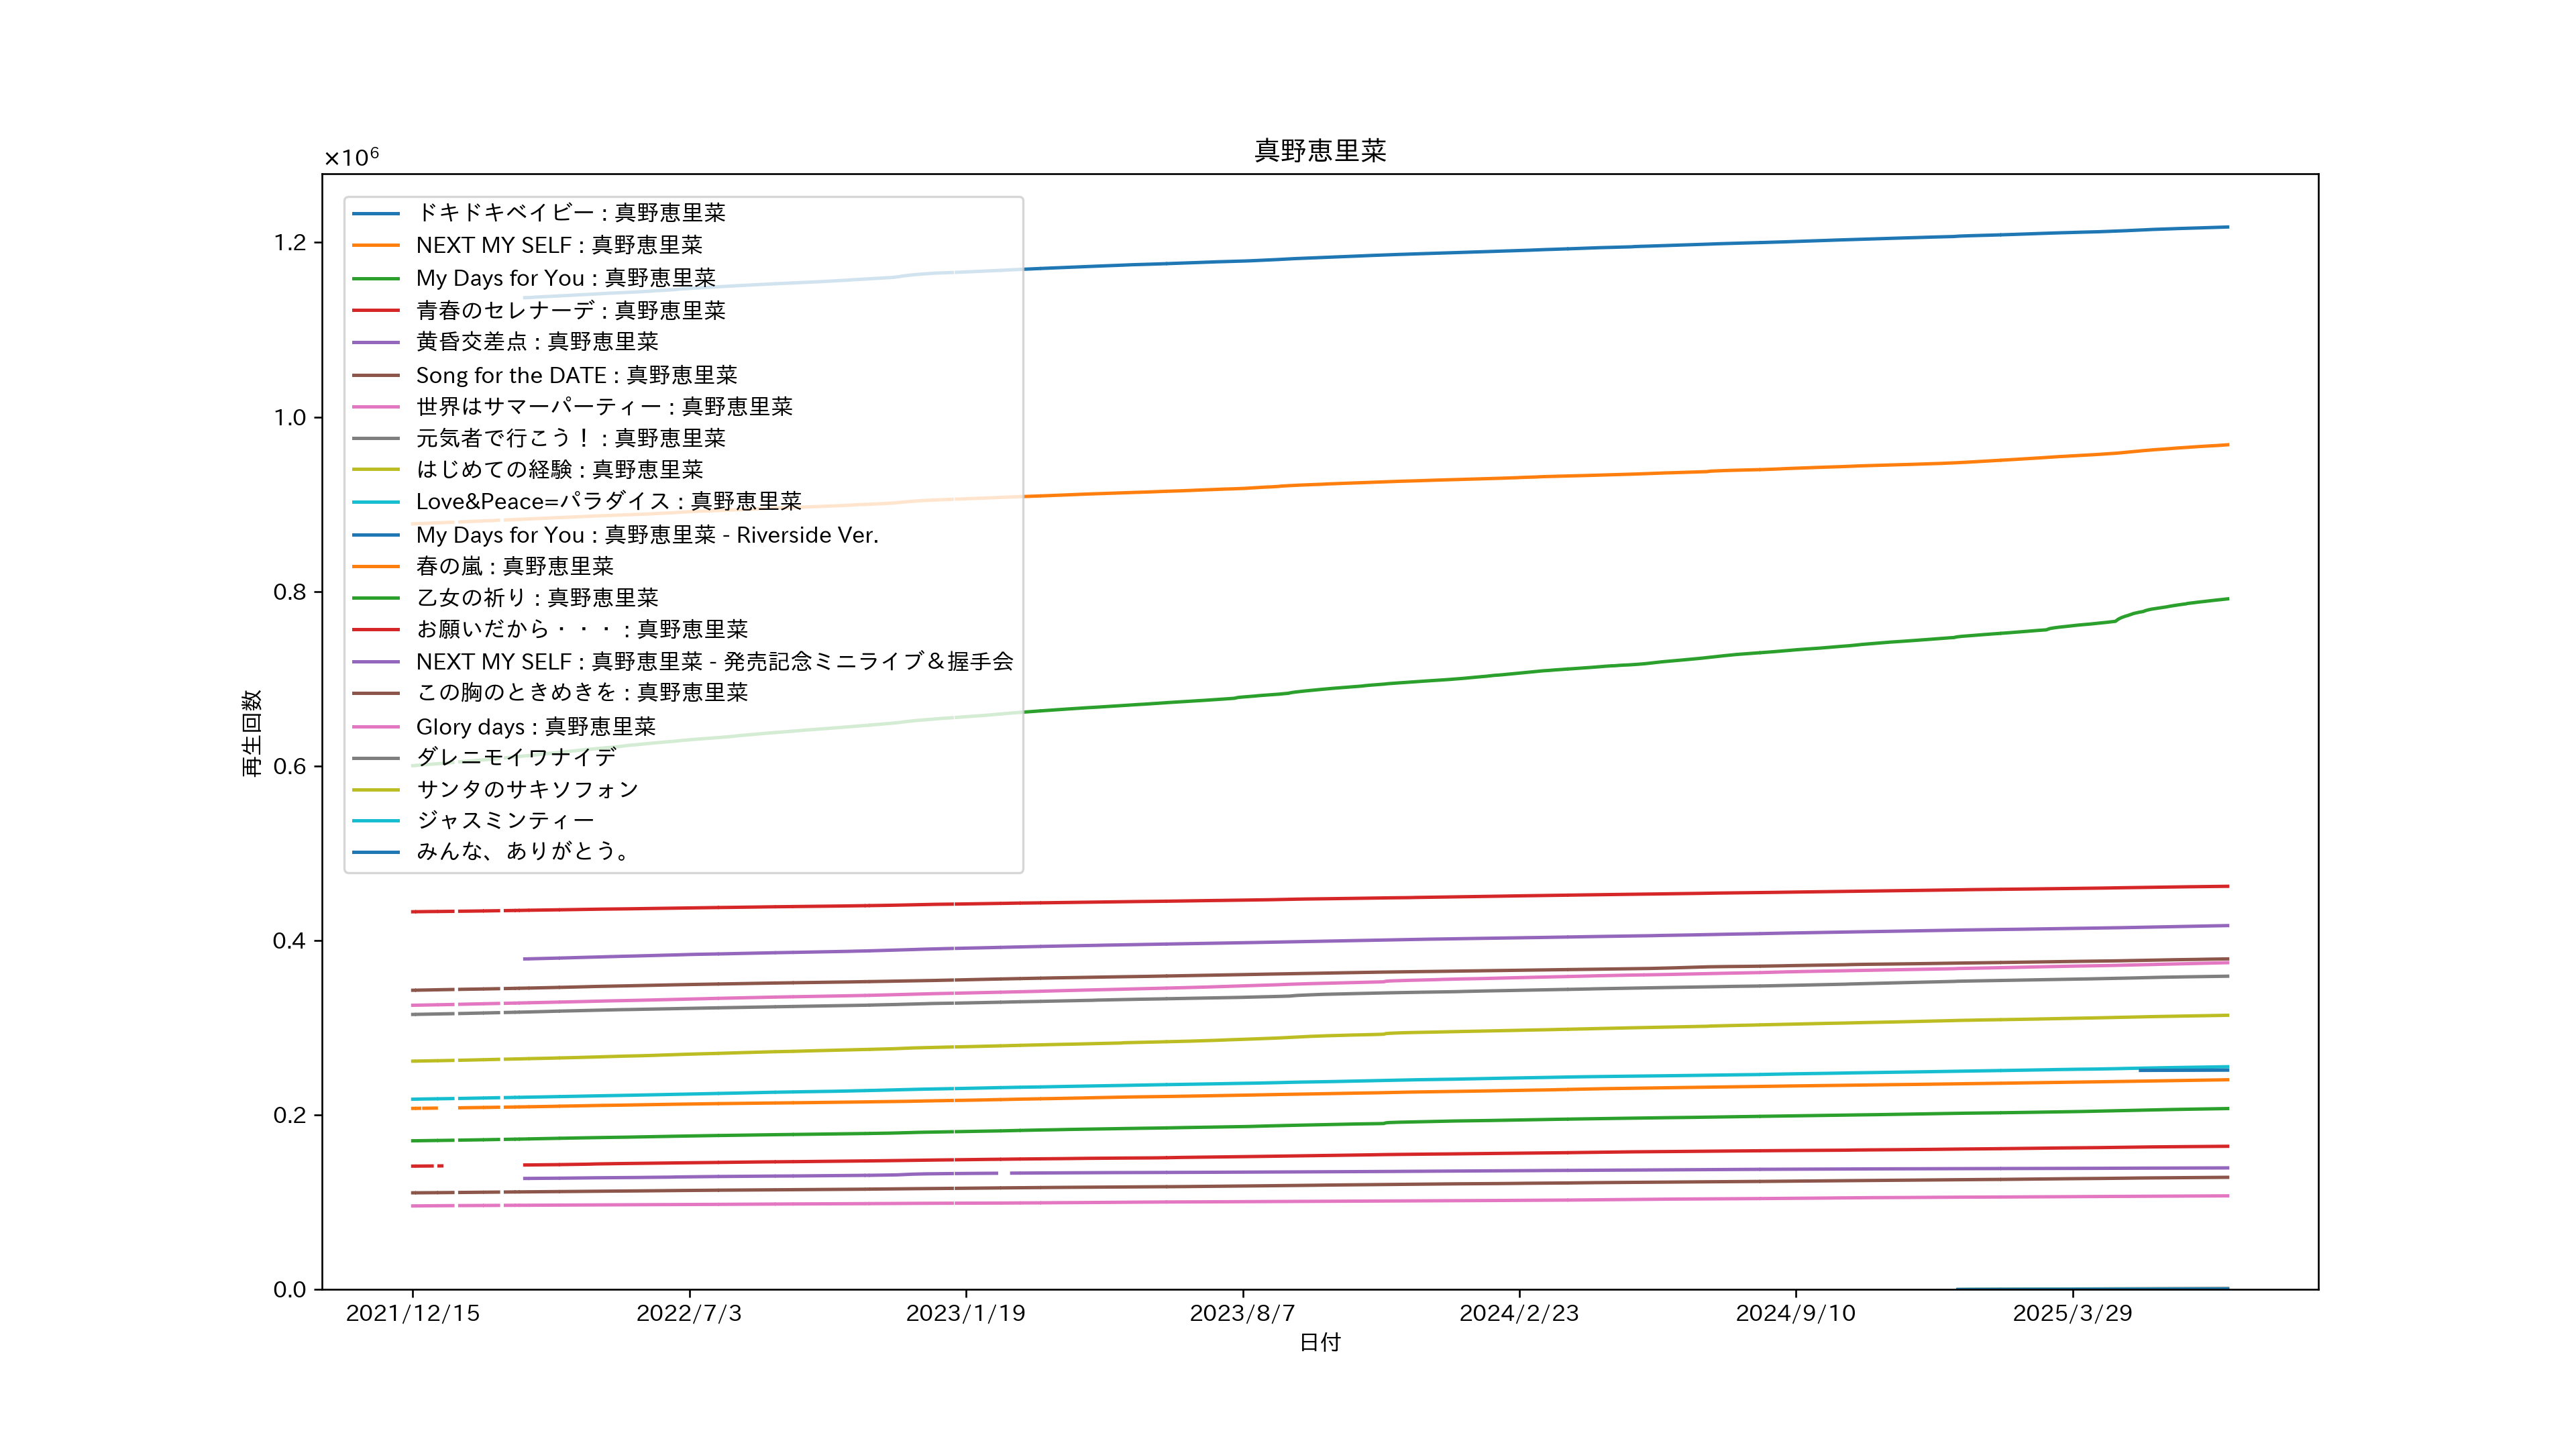 真野恵里菜
×10⁶
ドキドキベイビー : 真野恵里菜
NEXT MY SELF : 真野恵里菜
My Days for You : 真野恵里菜
青春のセレナーデ : 真野恵里菜
黄昏交差点 : 真野恵里菜
Song for the DATE : 真野恵里菜
世界はサマーパーティー : 真野恵里菜
元気者で行こう！ : 真野恵里菜
はじめての経験 : 真野恵里菜
Love&Peace=パラダイス : 真野恵里菜
My Days for You : 真野恵里菜 - Riverside Ver.
春の嵐 : 真野恵里菜
乙女の祈り : 真野恵里菜
お願いだから・・・ : 真野恵里菜
NEXT MY SELF : 真野恵里菜 - 発売記念ミニライブ＆握手会
この胸のときめきを : 真野恵里菜
Glory days : 真野恵里菜
ダレニモイワナイデ
サンタのサキソフォン
ジャスミンティー
みんな、ありがとう。
1.2
1.0
0.8
0.6
0.4
0.2
0.0
再生回数
2021/12/15
2022/7/3
2023/1/19
2023/8/7
2024/2/23
2024/9/10
2025/3/29
日付